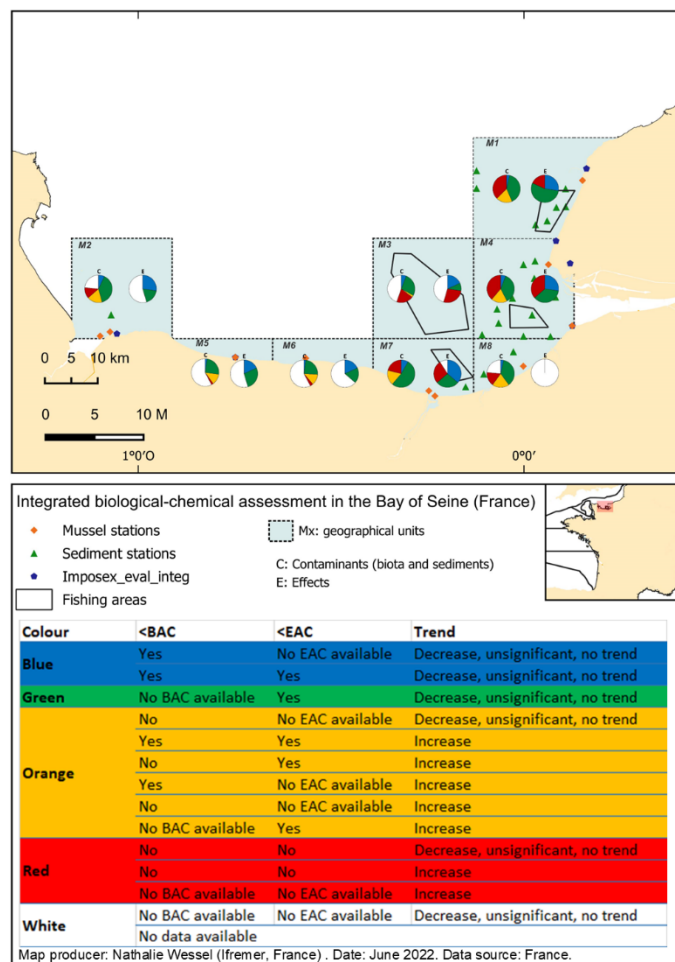 M1
C E
M2
C E
M3
C E
M4
C E
M5
C E
M6
C E
M7
C E
M8
C E
0 5 10 km
0 5 10 M
1°0′ 0°0′
Integrated biological-chemical assessment in the Bay of Seine (France)
Mussel stations
Sediment stations
Imposex_eval_integ
Fishing areas
Mx: geographical units
C: Contaminants (biota and sediments)
E: Effects
Colour <BAC <EAC Trend
Blue
Yes No EAC available Decrease, unsignificant, no trend
Yes Yes Decrease, unsignificant, no trend
Green No BAC available Yes Decrease, unsignificant, no trend
Orange
No No EAC available Decrease, unsignificant, no trend
Yes Yes Increase
No Yes Increase
Yes No EAC available Increase
No No EAC available Increase
No BAC available Yes Increase
Red
No No Decrease, unsignificant, no trend
No No Increase
No BAC available No EAC available Increase
White
No BAC available No EAC available Decrease, unsignificant, no trend
No data available
Map producer: Nathalie Wessel (Ifremer, France) . Date: June 2022. Data source: France.